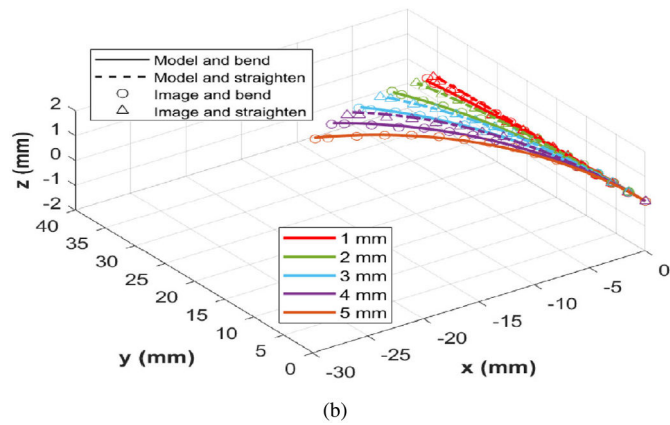 Model and bend
Model and straighten
Image and bend
Image and straighten
2
1
0
-1
-2
z (mm)
40
35
30
25
20
15
10
5
0
y (mm)
1 mm
2 mm
3 mm
4 mm
5 mm
-30
-25
-20
-15
-10
-5
0
x (mm)
(b)